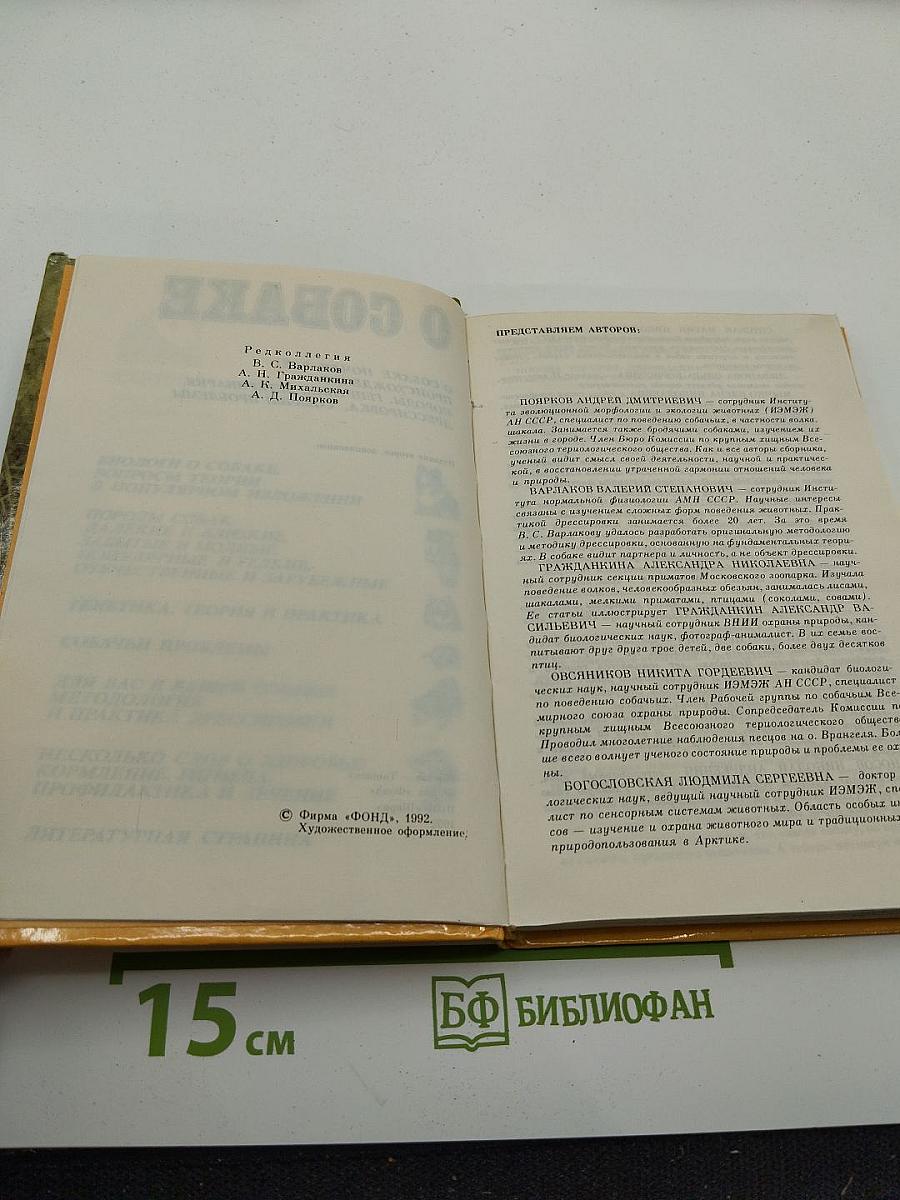 Редколлегия
В. С. Варлаков
А. Н. Гражданкина
А. К. Михальская
А. Д. Поярков
© Фирма «ФОНД», 1992.
Художественное оформление.
ПРЕДСТАВЛЯЕМ АВТОРОВ:
ПОЯРКОВ АНДРЕЙ ДМИТРИЕВИЧ — сотрудник Институ-
та эволюционной морфологии и экологии животных (ИЭМЭЖ)
АН СССР, специалист по поведению собачьих, в частности волка,
шакала. Занимается также бродячими собаками, изучением их
жизни в городе. Член Бюро Комиссии по крупным хищным Все-
союзного териологического общества. Как и все авторы сборника,
ученый видит смысл своей деятельности, научной и практичес-
кой, в восстановлении утраченной гармонии отношений человека
и природы.
ВАРЛАКОВ ВАЛЕРИЙ СТЕПАНОВИЧ — сотрудник Инсти-
тута нормальной физиологии АМН СССР. Научные интересы
связаны с изучением сложных форм поведения животных. Прак-
тикой дрессировки занимается более 20 лет. За это время
В. С. Варлакову удалось разработать оригинальную методологию
и методику дрессировки, основанную на фундаментальных теори-
ях. В собаке видит партнера и личность, а не объект дрессировки.
ГРАЖДАНКИНА АЛЕКСАНДРА НИКОЛАЕВНА — науч-
ный сотрудник секции приматов Московского зоопарка. Изучала
поведение волков, человекообразных обезьян, занималась лисами,
шакалами, мелкими приматами, птицами (соколами, совами).
Ее статьи иллюстрирует ГРАЖДАНКИН АЛЕКСАНДР ВА-
СИЛЬЕВИЧ — научный сотрудник ВНИИ охраны природы, кан-
дидат биологических наук, фотограф-анималист. В их семье вос-
питывают друг друга трое детей, две собаки, более двух десятков
птиц.
ОВСЯНИКОВ НИКИТА ГОРДЕЕВИЧ — кандидат биологи-
ческих наук, научный сотрудник ИЭМЭЖ АН СССР, специалист
по поведению собачьих. Член Рабочей группы по собачьим Все-
мирного союза охраны природы. Сопредседатель Комиссии по
крупным хищным Всесоюзного териологического обществ
Проводил многолетние наблюдения песцов на о. Врангеля. Бол
ше всего волнует ученого состояние природы и проблемы ее ох
ны.
БОГОСЛОВСКАЯ ЛЮДМИЛА СЕРГЕЕВНА — доктор
логических наук, ведущий научный сотрудник ИЭМЭЖ, спе
лист по сенсорным системам животных. Область особых и
сов — изучение и охрана животного мира и традиционных
природопользования в Арктике.
15 см
БФ БИБЛИОФАН